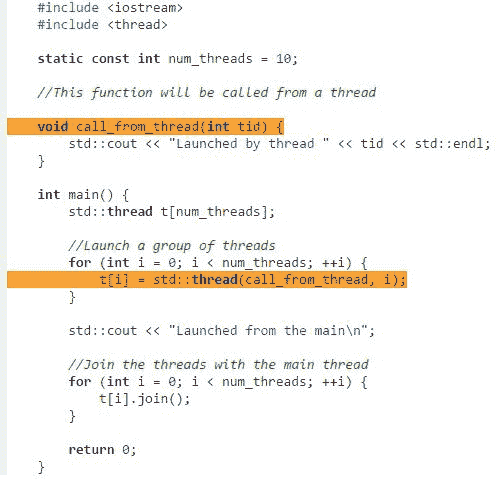 #include <iostream>
#include <thread>
static const int num_threads = 10;
//This function will be called from a thread
void call_from_thread(int tid) {
    std::cout << "Launched by thread " << tid << std::endl;
}
int main() {
    std::thread t[num_threads];
    //Launch a group of threads
    for (int i = 0; i < num_threads; ++i) {
        t[i] = std::thread(call_from_thread, i);
    }
    std::cout << "Launched from the main\n";
    //Join the threads with the main thread
    for (int i = 0; i < num_threads; ++i) {
        t[i].join();
    }
    return 0;
}